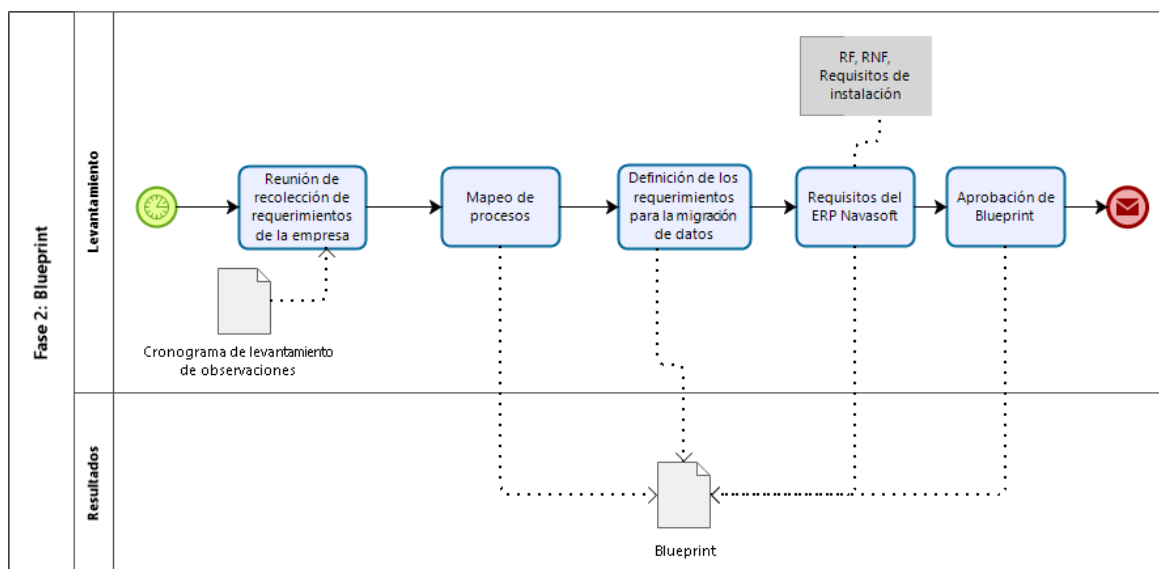 Fase 2: Blueprint
Levantamiento
RF, RNF,
Requisitos de
instalación
Reunión de
recolección de
requerimientos
de la empresa
Mapeo de
procesos
Definición de los
requerimientos
para la migración
de datos
Requisitos del
ERP Navasoft
Aprobación de
Blueprint
Cronograma de levantamiento
de observaciones
Resultados
Blueprint